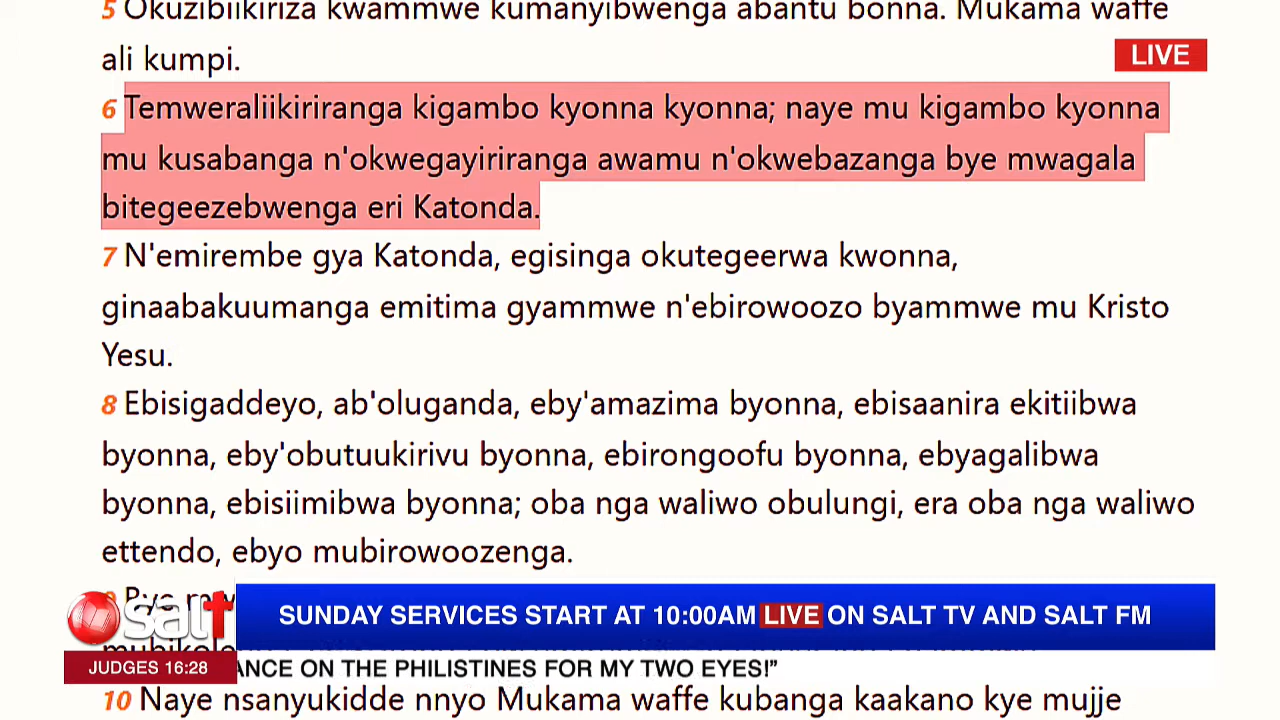 5 Okuzibiikiriza kwammwe kumanyibwenga abantu bonna. Mukama waffe
ali kumpi.
LIVE
6 Temweraliikiriranga kigambo kyonna kyonna; naye mu kigambo kyonna
mu kusabanga n'okwegayiriranga awamu n'okwebazanga bye mwagala
bitegeezebwenga eri Katonda.
7 N'emirembe gya Katonda, egisinga okutegeerwa kwonna,
ginaabakuumanga emitima gyammwe n'ebirowoozo byammwe mu Kristo
Yesu.
8 Ebisigaddeyo, ab'oluganda, eby'amazima byonna, ebisaanira ekitiibwa
byonna, eby'obutuukirivu byonna, ebirongoofu byonna, ebyagalibwa
byonna, ebisiimibwa byonna; oba nga waliwo obulungi, era oba nga waliwo
ettendo, ebyo mubirowoozenga.
salt
SUNDAY SERVICES START AT 10:00AM LIVE ON SALT TV AND SALT FM
JUDGES 16:28 ANCE ON THE PHILISTINES FOR MY TWO EYES!”
10 Naye nsanyukidde nnyo Mukama waffe kubanga kaakano kye mujje